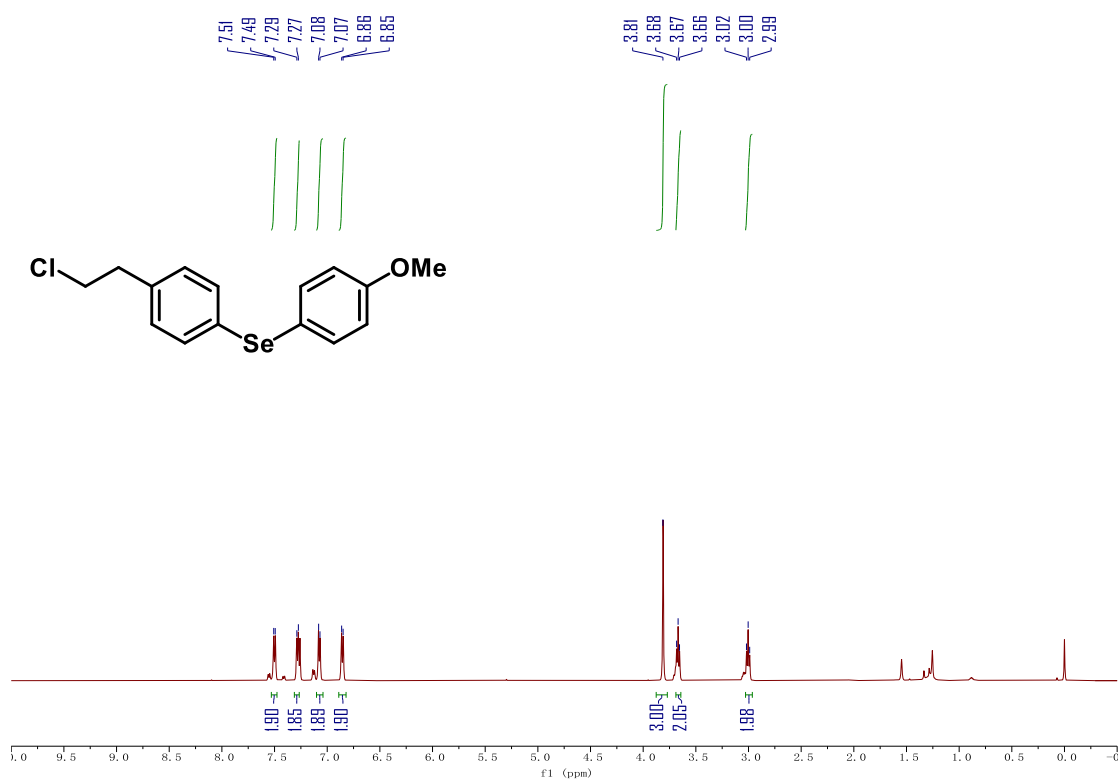 7.51 7.49 7.29 7.27 7.08 7.07 6.86 6.85 3.81 3.68 3.67 3.66 3.02 3.00 2.99
Cl
OMe
Se
1.90 1.85 1.89 1.90 3.00 2.05 1.98
0.0 9.5 9.0 8.5 8.0 7.5 7.0 6.5 6.0 5.5 5.0 4.5 4.0 3.5 3.0 2.5 2.0 1.5 1.0 0.5 0.0 -0
f1 (ppm)